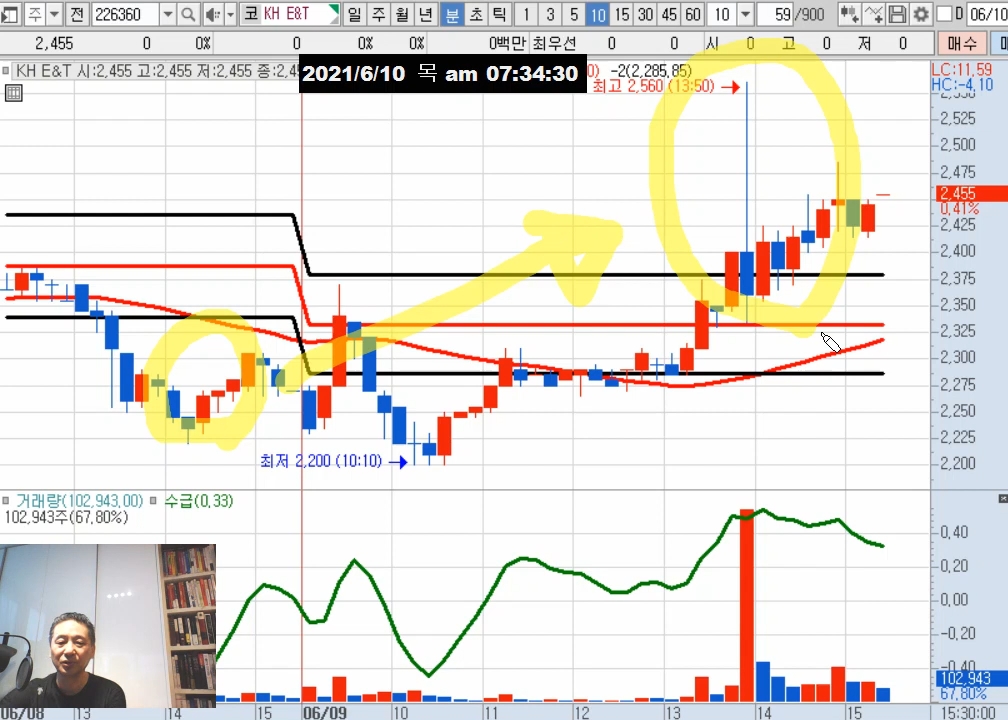 주 전 226360 코 KH E&T 일 주 월 년 분 초 틱 1 3 5 10 15 30 45 60 10 59 /900 D 06/10
2,455 0 0% 0 0% 0% 0백만 최우선 0 0 시 0 고 0 저 0 매수
KH E&T 시:2,455 고:2,455 저:2,455 종:2,45
2021/6/10 목 am 07:34:30
-2(2,285,85)
LC:11,59
HC:-4,10
최고 2,560 (13:50)
2,525
2,500
2,475
2,455
0,41%
2,425
2,400
2,375
2,350
2,325
2,300
2,275
2,250
2,225
2,200
최저 2,200 (10:10)
거래량(102,943,00) 수급(0,33)
102,943주(67,80%)
0,40
0,20
0,00
-0,20
-0,40
102,943
67,80%
06/08 13 14 15 06/09 10 11 12 13 14 15 15:30:00